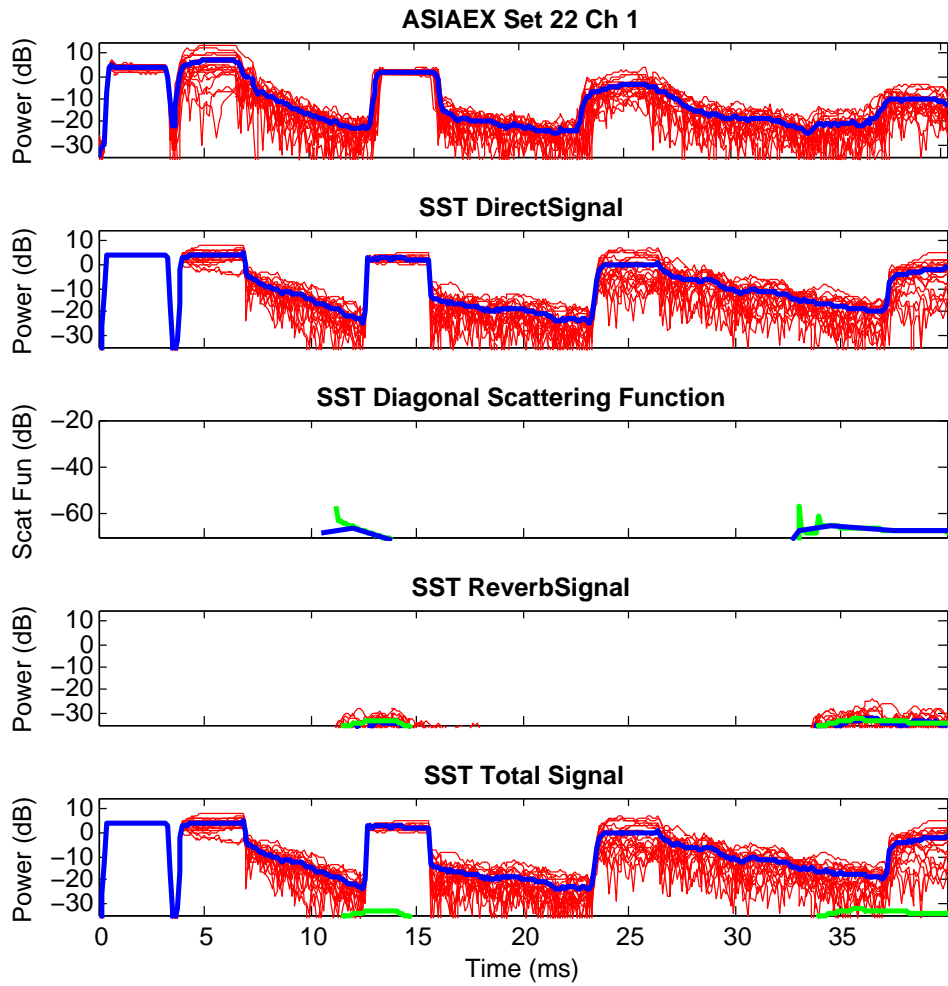 ASIAEX Set 22 Ch 1
Power (dB)
10
0
−10
−20
−30
SST DirectSignal
Power (dB)
10
0
−10
−20
−30
SST Diagonal Scattering Function
Scat Fun (dB)
−20
−40
−60
SST ReverbSignal
Power (dB)
10
0
−10
−20
−30
SST Total Signal
Power (dB)
10
0
−10
−20
−30
0 5 10 15 20 25 30 35
Time (ms)